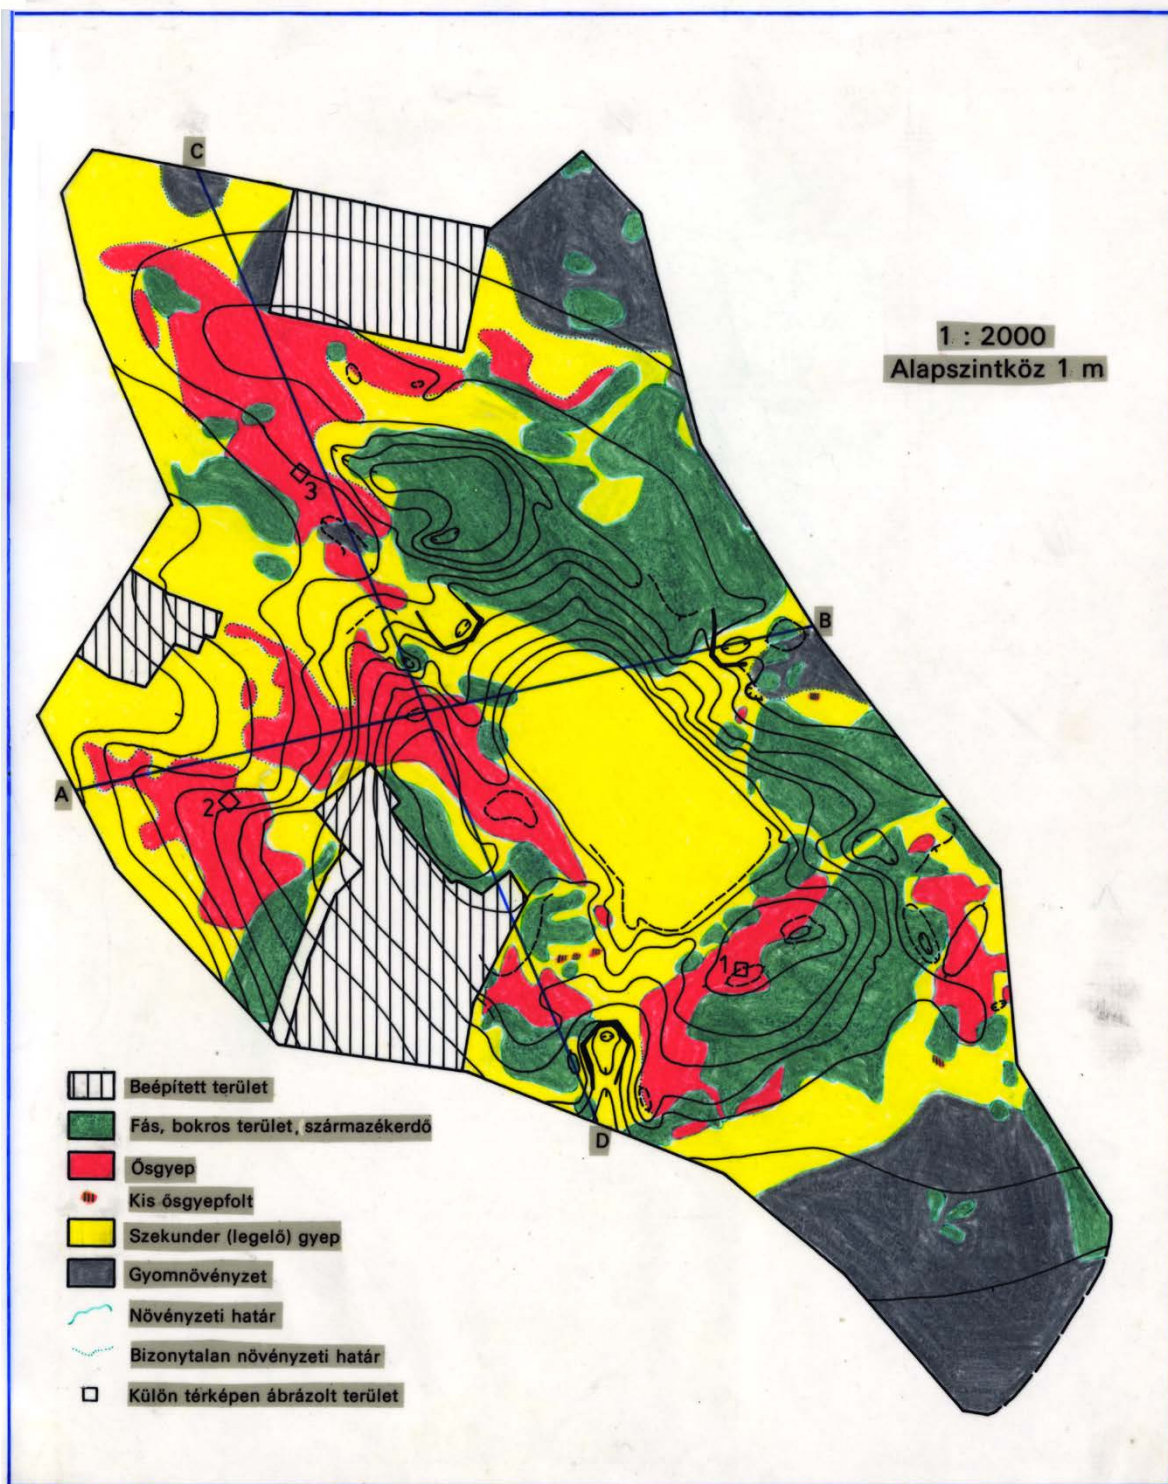 C
1 : 2000
Alapszintköz 1 m
3
B
A
2
1
D
Beépített terület
Fás, bokros terület, származékerdő
Ősgyep
Kis ősgyepfolt
Szekunder (legelő) gyep
Gyomnövényzet
Növényzeti határ
Bizonytalan növényzeti határ
Külön térképen ábrázolt terület